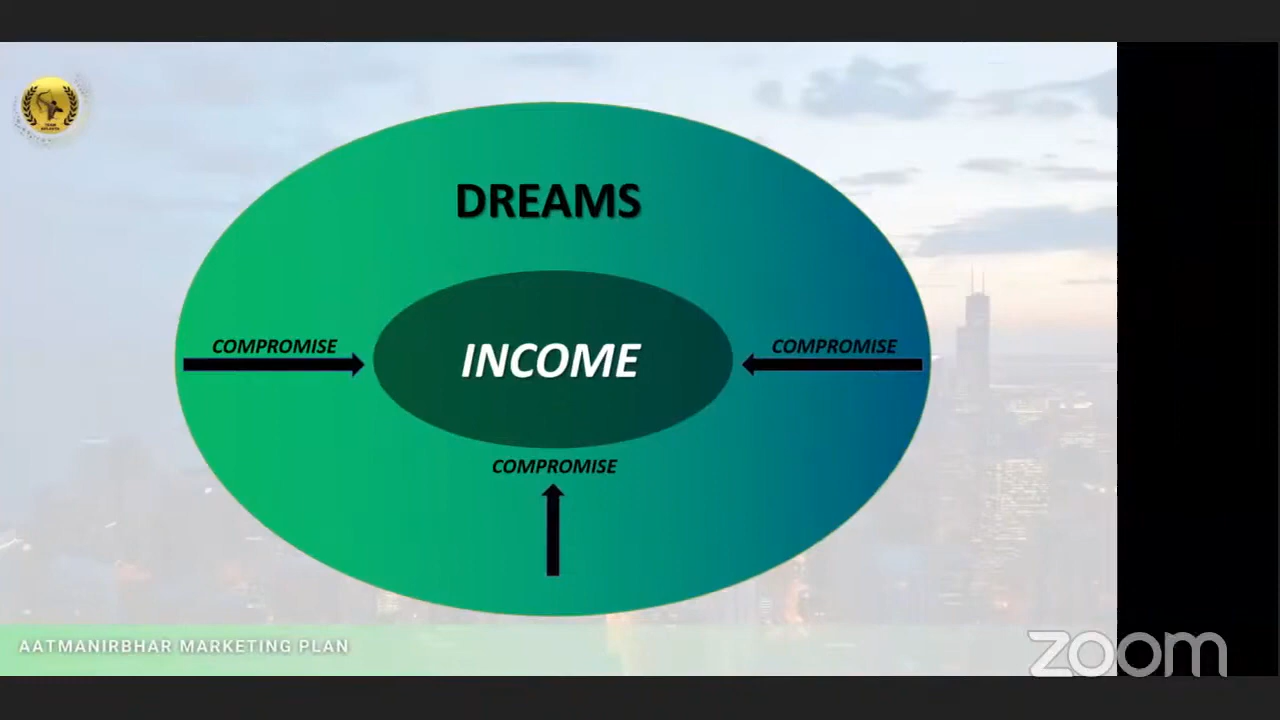 DREAMS
COMPROMISE
INCOME
COMPROMISE
COMPROMISE
AATMANIRBHAR MARKETING PLAN
zoom